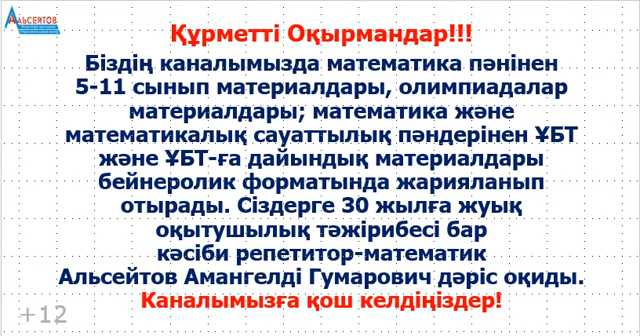 АЛЬСЕЙТОВ
Құрметті Оқырмандар!!!
Біздің каналымызда математика пәнінен
5-11 сынып материалдары, олимпиадалар
материалдары; математика және
математикалық сауаттылық пәндерінен ҰБТ
және ҰБТ-ға дайындық материалдары
бейнеролик форматында жарияланып
отырады. Сіздерге 30 жылға жуық
оқытушылық тәжірибесі бар
кәсіби репетитор-математик
Альсейтов Амангелді Гумарович дәріс оқиды.
Каналымызға қош келдіңіздер!
+12